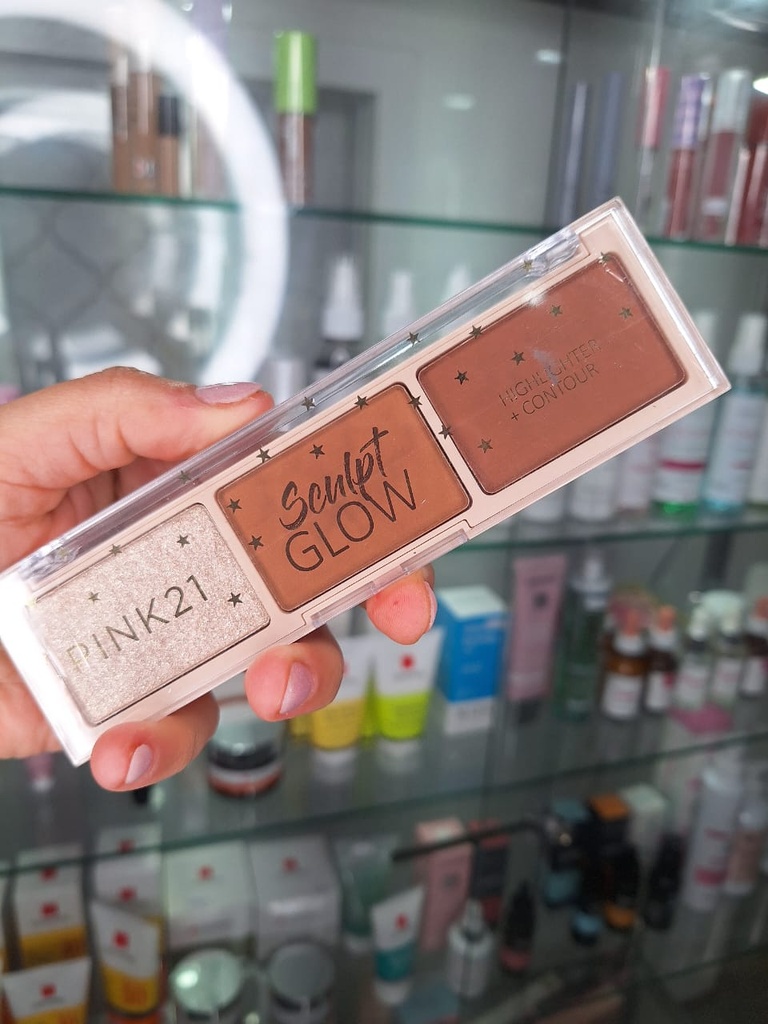 PINK21
Sculpt
GLOW
HIGHLIGHTER
+ CONTOUR